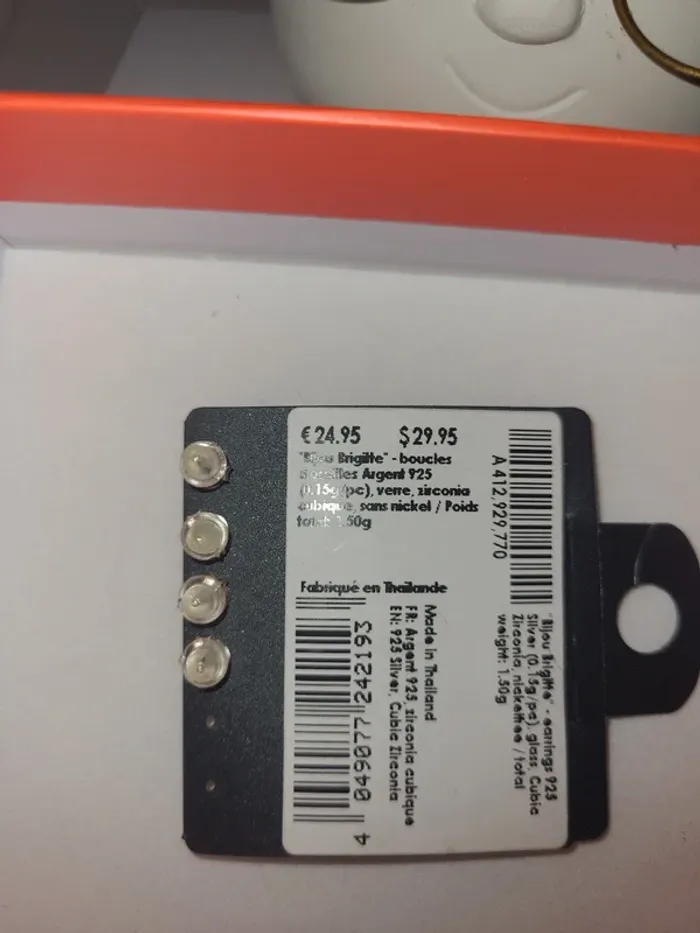 € 24.95 $ 29.95
"Bijou Brigitte" - boucles
d'oreilles Argent 925
(0.15g/pc), verre, zirconia
cubique, sans nickel / Poids
total: 1.50g
Fabriqué en Thaïlande
A 412,929,770
"Bijou Brigitte" - earrings 925
Silver (0.15g/pc), glass, Cubic
Zirconia, nickelfree / total
weight: 1.50g
Made in Thailand
FR: Argent 925, zirconia cubique
EN: 925 Silver, Cubic Zirconia
4 049077 242193